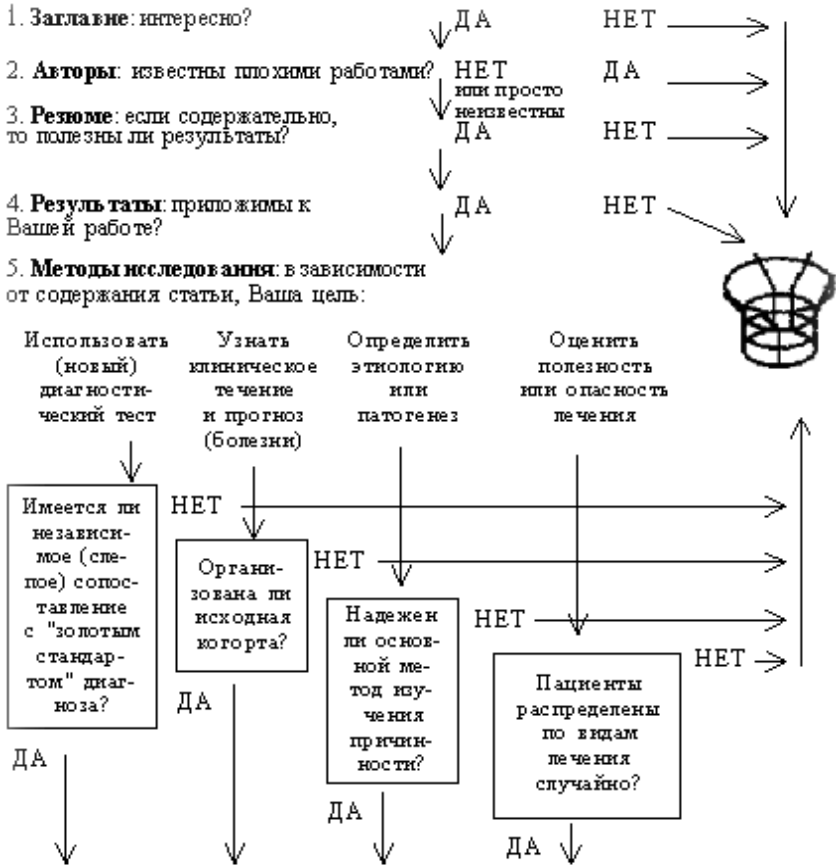 1. Заглавие: интересно?
ДА
НЕТ
2. Авторы: известны плохими работами?
НЕТ
или просто
неизвестны
ДА
3. Резюме: если содержательно,
то полезны ли результаты?
ДА
НЕТ
4. Результаты: приложимы к
Вашей работе?
ДА
НЕТ
5. Методы исследования: в зависимости
от содержания статьи, Ваша цель:
Использовать
(новый)
диагности-
ческий тест
Узнать
клиническое
течение
и прогноз
(болезни)
Определить
этиологию
или
патогенез
Оценить
полезность
или опасность
лечения
Имеется ли
независи-
мое (сле-
пое) сопос-
тавление
с "золотым
стандар-
том" диаг-
ноза?
НЕТ
ДА
Органи-
зована ли
исходная
когорта?
НЕТ
ДА
Надежен
ли основ-
ной ме-
тод изу-
чения
причин-
ности?
НЕТ
ДА
Пациенты
распределены
по видам
лечения
случайно?
НЕТ
ДА